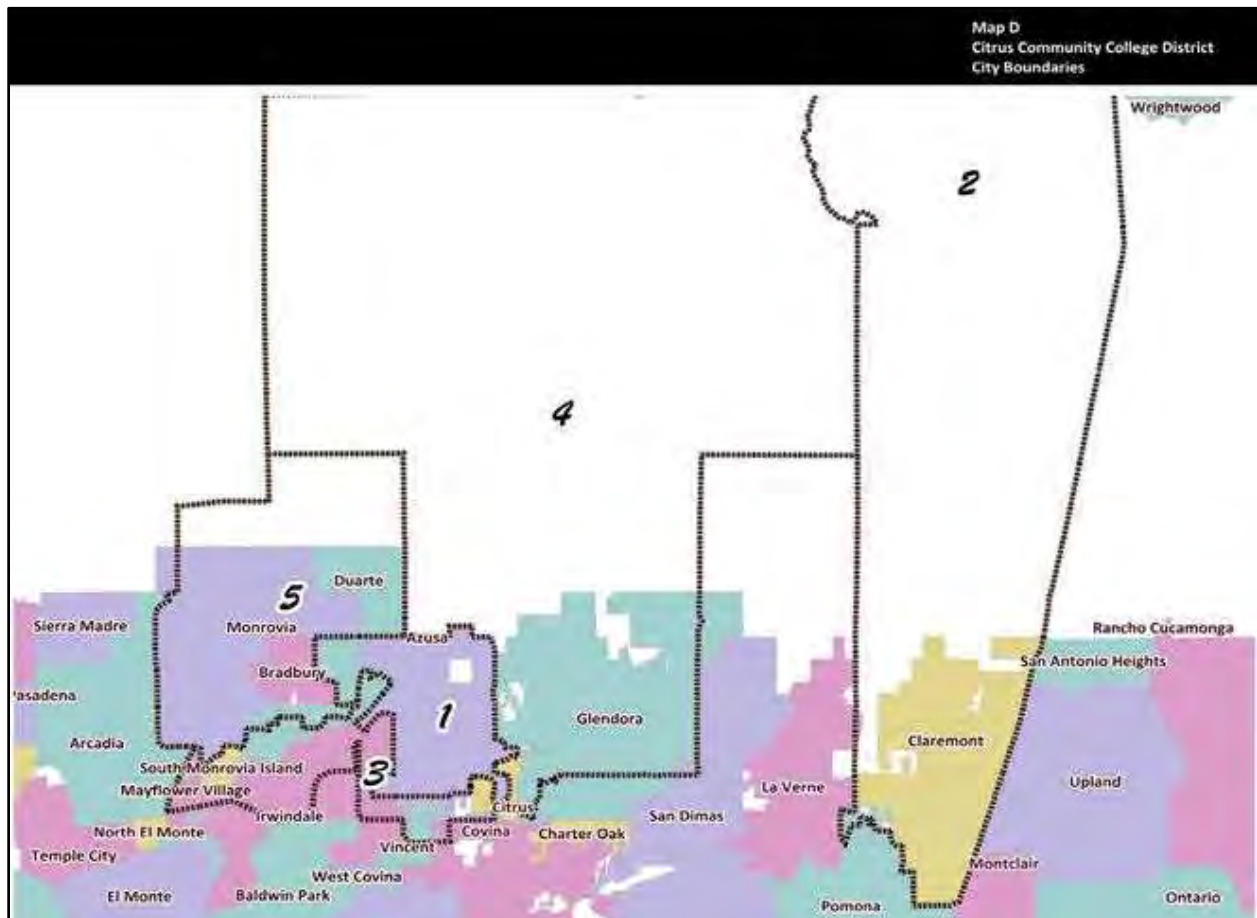 Map D
Citrus Community College District
City Boundaries
Wrightwood
2
4
Duarte
5
Sierra Madre
Monrovia
Azusa
Rancho Cucamonga
San Antonio Heights
Bradbury
Pasadena
1
Glendora
Arcadia
Claremont
South Monrovia Island
3
Upland
Mayflower Village
La Verne
Irwindale
Citrus
San Dimas
North El Monte
Covina
Charter Oak
Temple City
Vincent
Montclair
West Covina
El Monte
Baldwin Park
Pomona
Ontario